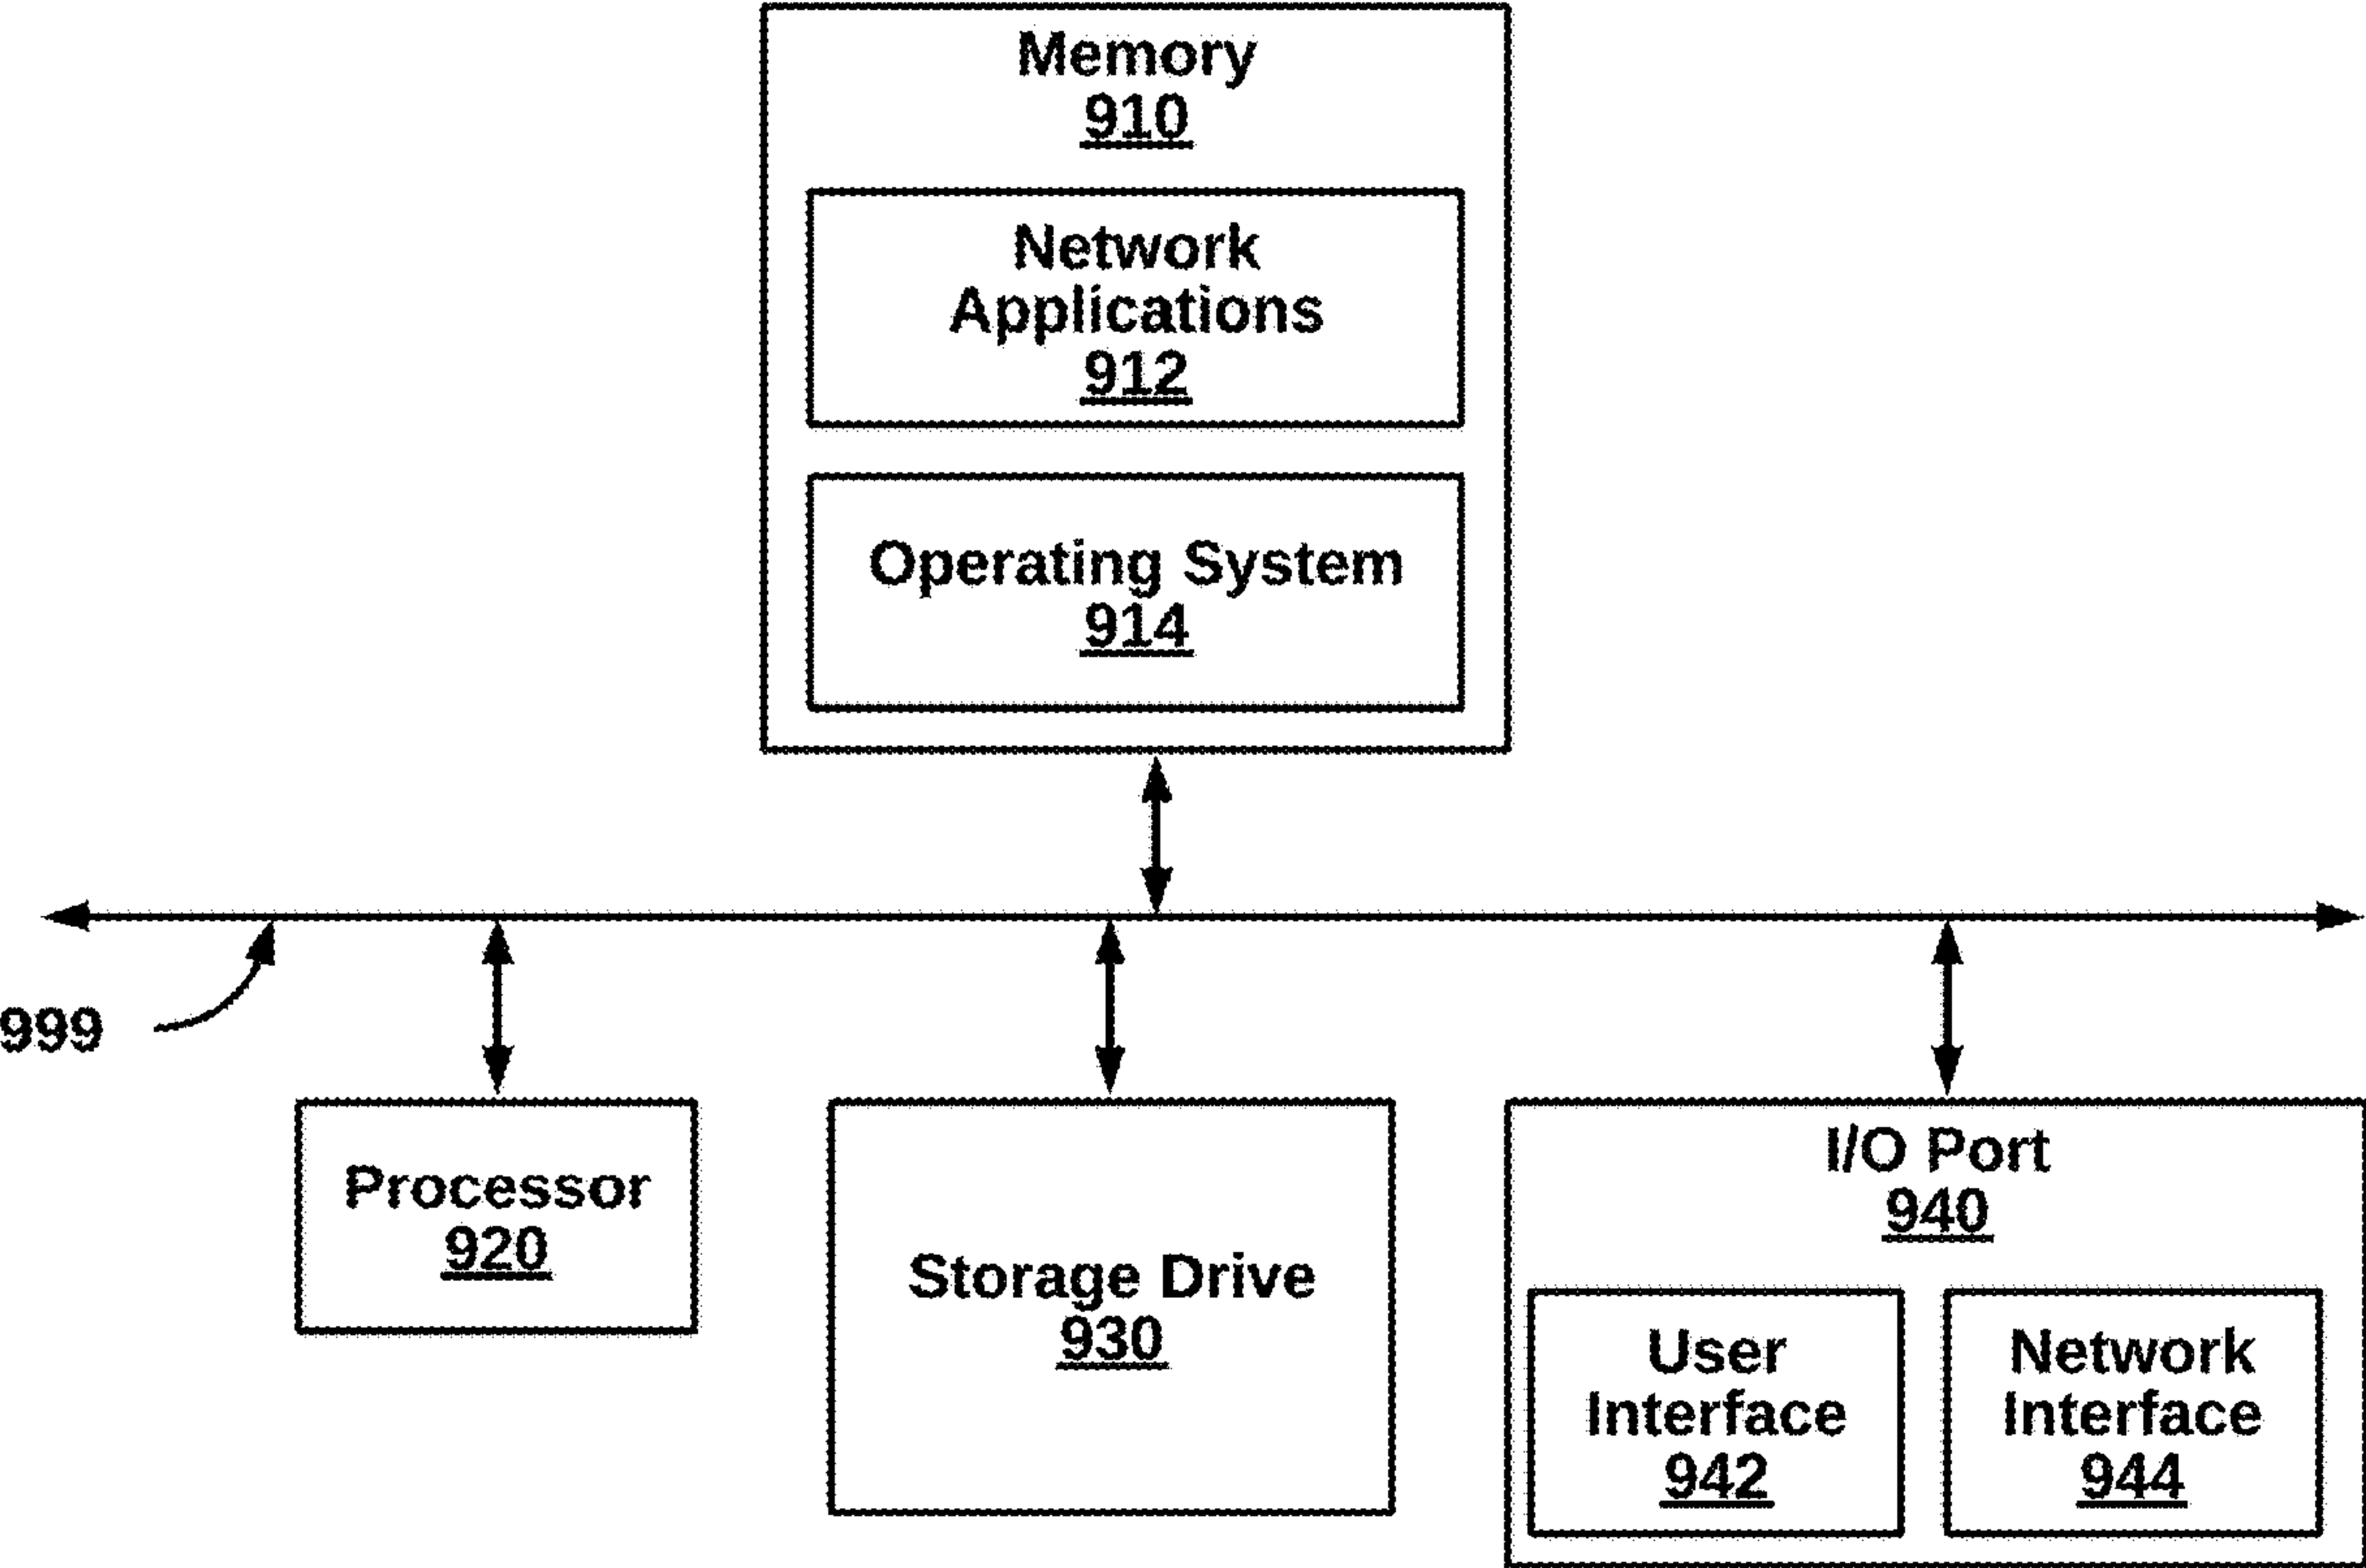 Memory
910
Network
Applications
912
Operating System
914
999
Processor
920
Storage Drive
930
I/O Port
940
User
Interface
942
Network
Interface
944